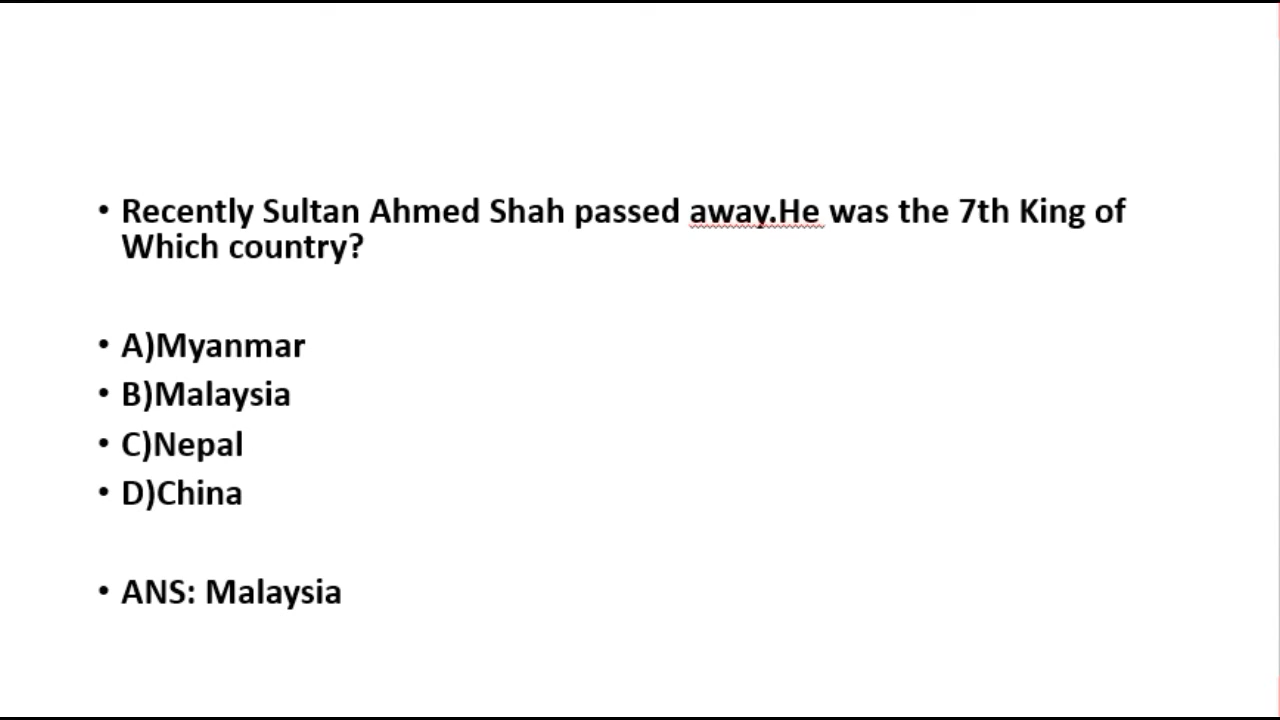 • Recently Sultan Ahmed Shah passed away.He was the 7th King of
Which country?
• A)Myanmar
• B)Malaysia
• C)Nepal
• D)China
• ANS: Malaysia